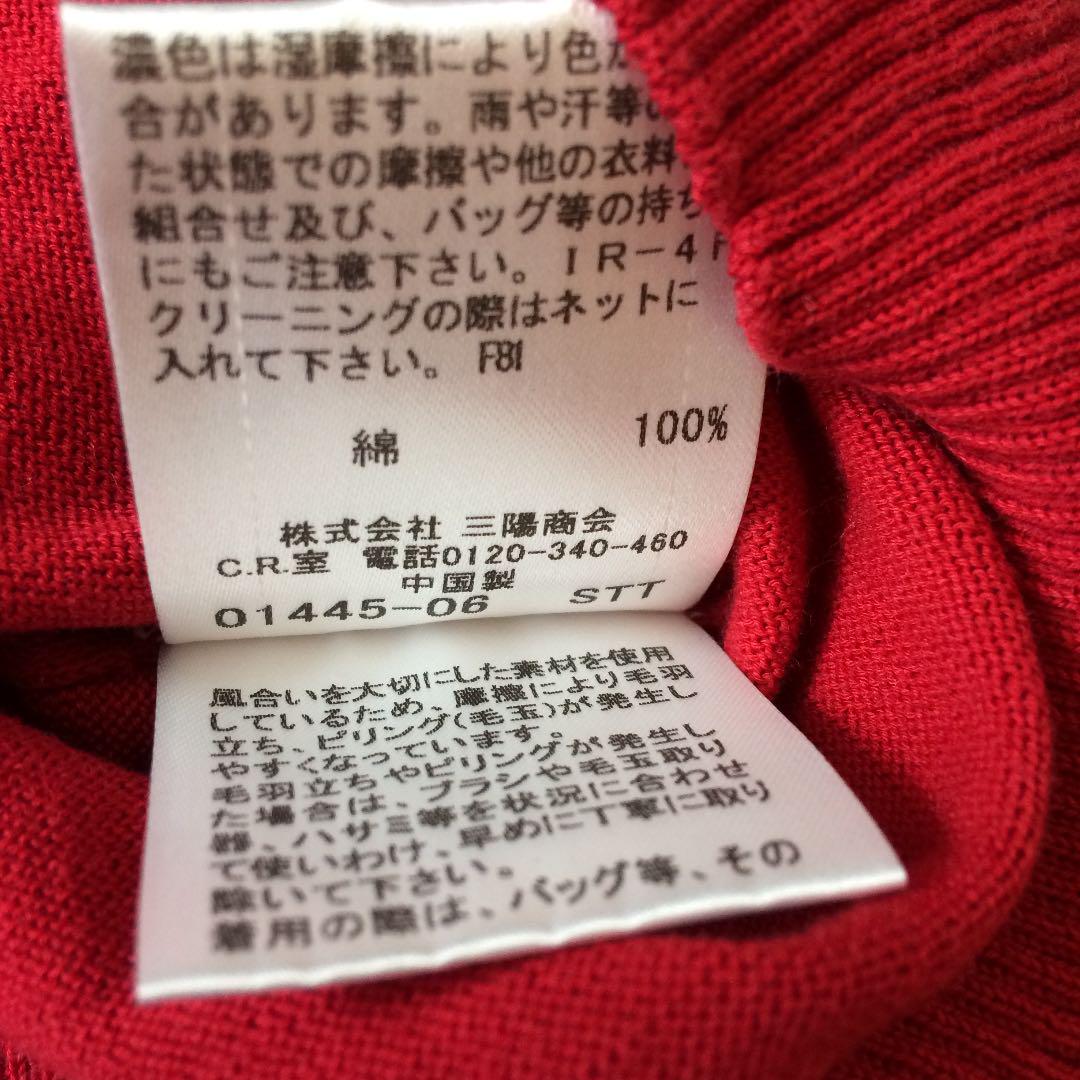 濃色は湿摩擦により色
合があります。雨や汗等
た状態での摩擦や他の衣料
組合せ及び、バッグ等の持ち
にもご注意下さい。IR-4
クリーニングの際はネットに
入れて下さい。F81
綿 100%
株式会社 三陽商会
C.R.室 電話0120-340-460
中国製
01445-06 STT
風合いを大切にした素材を使用
しているため、摩擦により毛羽
立ち、ピリング(毛玉)が発生し
やすくなっています。
毛羽立ちやピリングが発生し
た場合は、ブラシや毛玉取り
器、ハサミ等を状況に合わせ
て使いわけ、早めに丁寧に取り
除いて下さい。
着用の際は、バッグ等、その